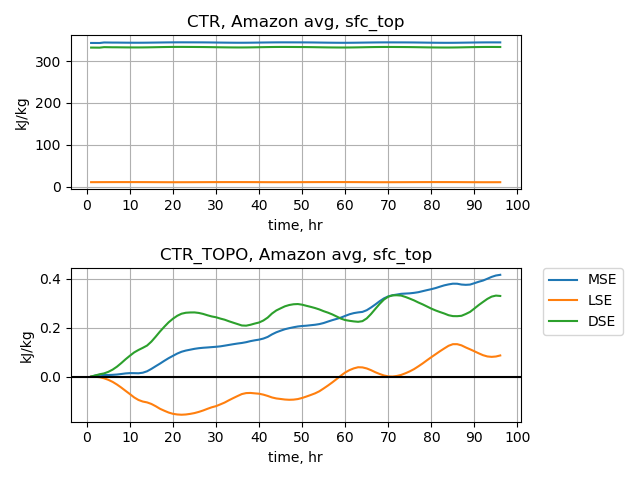 CTR, Amazon avg, sfc_top
300
200
100
0
kJ/kg
0 10 20 30 40 50 60 70 80 90 100
time, hr
CTR_TOPO, Amazon avg, sfc_top
0.4
0.2
0.0
kJ/kg
0 10 20 30 40 50 60 70 80 90 100
time, hr
MSE
LSE
DSE